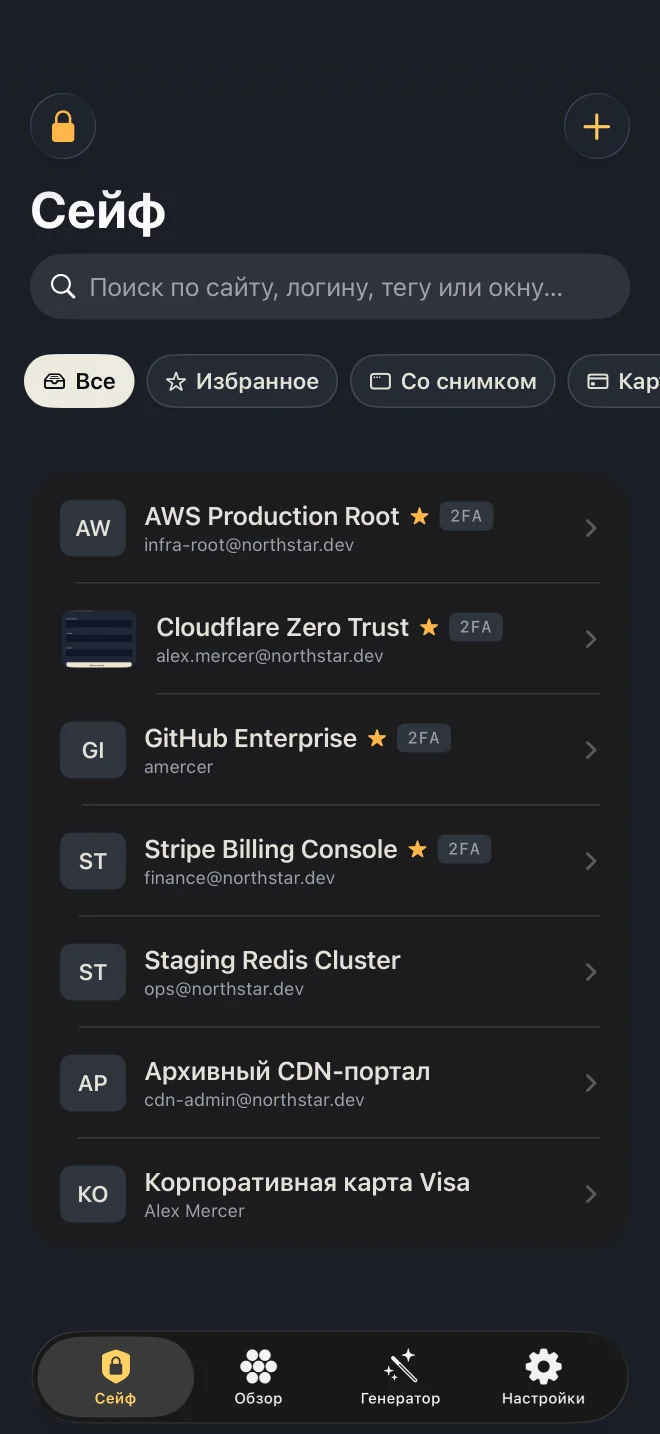 Сейф
Поиск по сайту, логину, тегу или окну...
Все
Избранное
Со снимком
AW
AWS Production Root
2FA
infra-root@northstar.dev
Cloudflare Zero Trust
2FA
alex.mercer@northstar.dev
GI
GitHub Enterprise
2FA
amercer
ST
Stripe Billing Console
2FA
finance@northstar.dev
ST
Staging Redis Cluster
ops@northstar.dev
AP
Архивный CDN-портал
cdn-admin@northstar.dev
КО
Корпоративная карта Visa
Alex Mercer
Сейф
Обзор
Генератор
Настройки